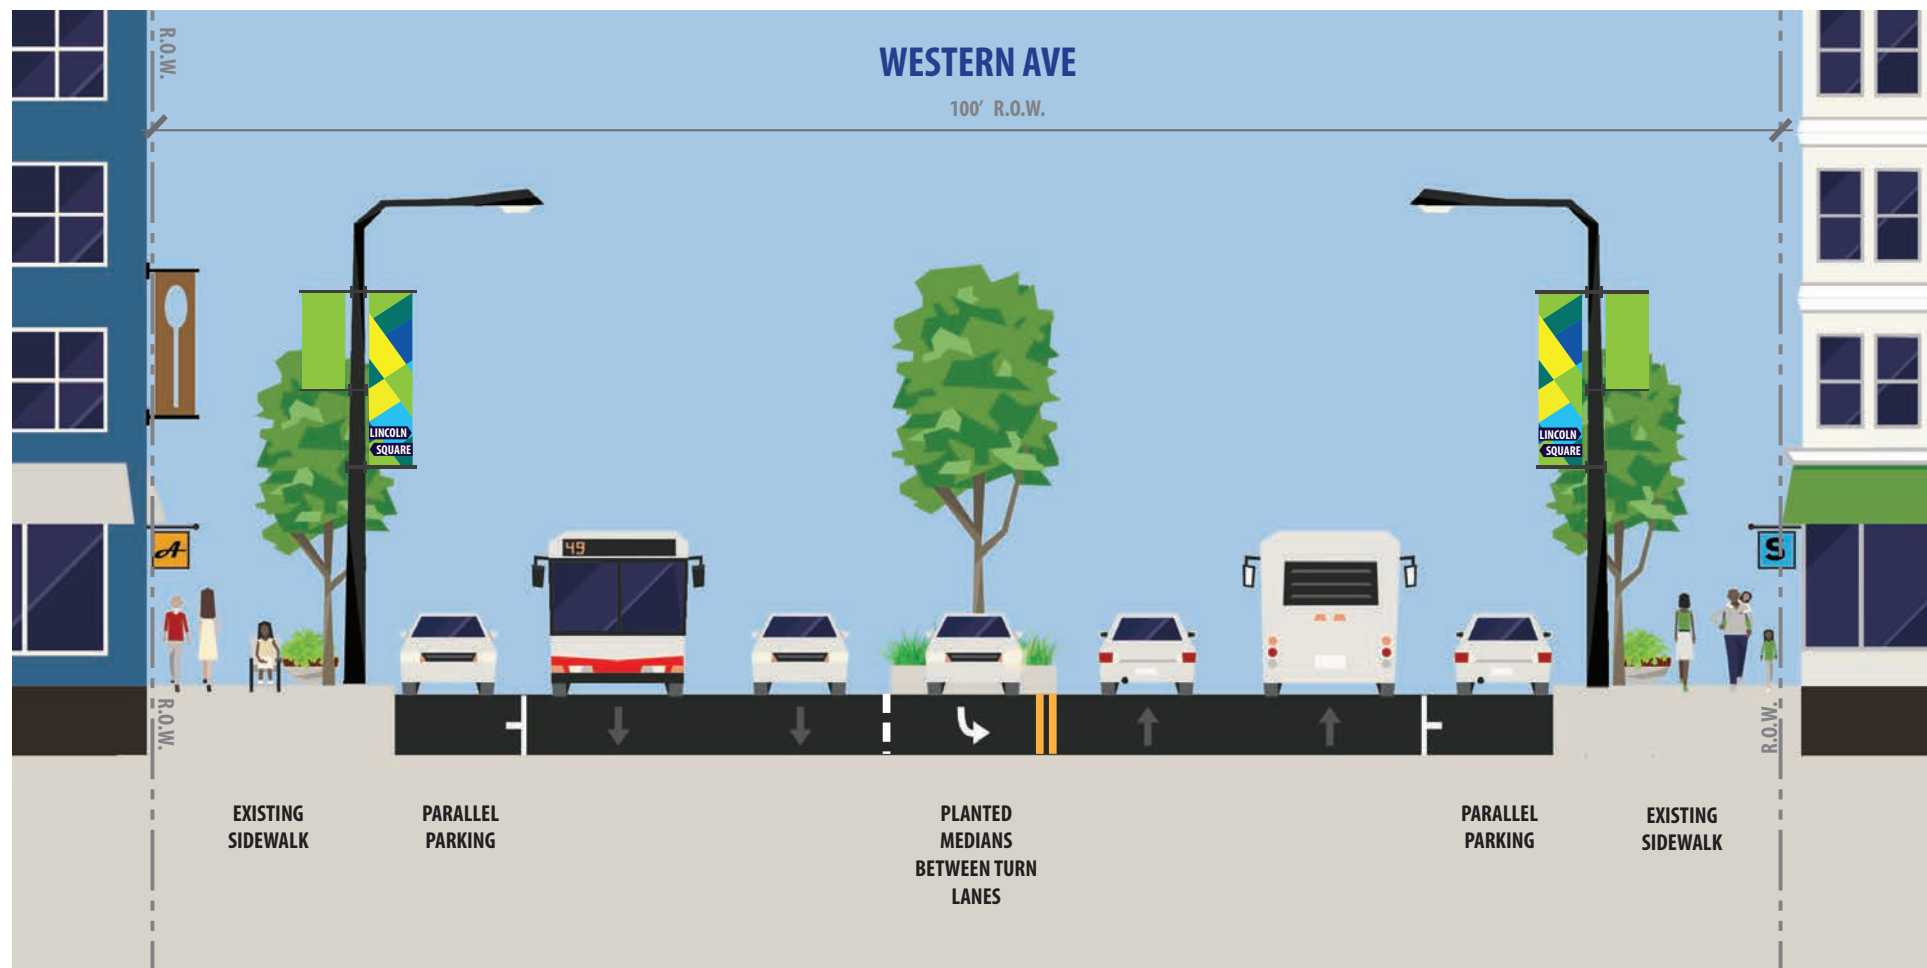 R.O.W.
WESTERN AVE
100' R.O.W.
LINCOLN
SQUARE
LINCOLN
SQUARE
A
49
S
R.O.W.
R.O.W.
EXISTING
SIDEWALK
PARALLEL
PARKING
PLANTED
MEDIANS
BETWEEN TURN
LANES
PARALLEL
PARKING
EXISTING
SIDEWALK